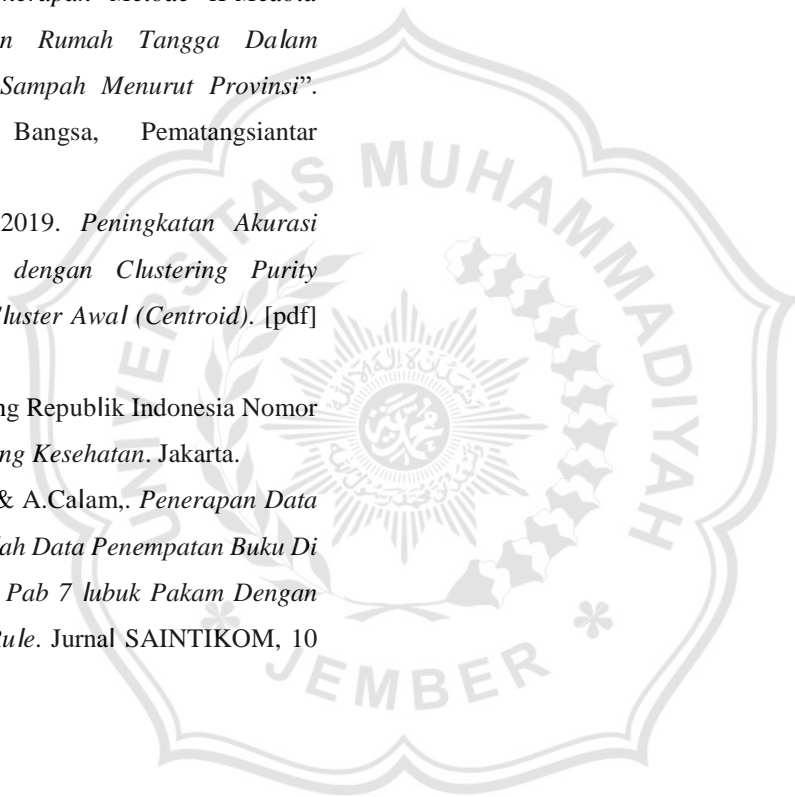 Metode K-Medoid
n Rumah Tangga Dalam
Sampah Menurut Provinsi”.
Bangsa, Pematangsiantar
2019. Peningkatan Akurasi
dengan Clustering Purity
Cluster Awal (Centroid). [pdf]
ng Republik Indonesia Nomor
ng Kesehatan. Jakarta.
& A.Calam,. Penerapan Data
lah Data Penempatan Buku Di
Pab 7 lubuk Pakam Dengan
Rule. Jurnal SAINTIKOM, 10
UNIVERSITAS MUHAMMADIYAH
JEMBER